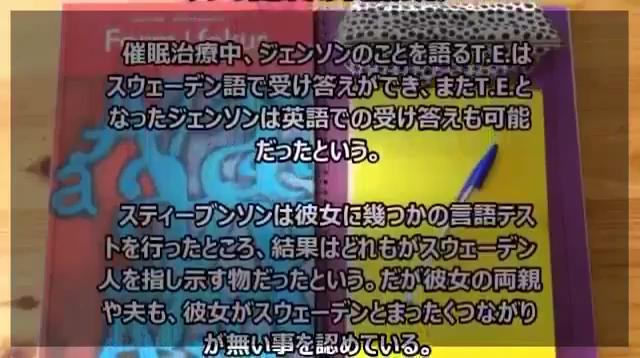 催眠治療中、ジェンソンのことを語るT.E.は
スウェーデン語で受け答えができ、またT.E.と
なったジェンソンは英語での受け答えも可能
だったという。
スティーブンソンは彼女に幾つかの言語テス
トを行ったところ、結果はどれもがスウェーデン
人を指し示す物だったという。だが彼女の両親
や夫も、彼女がスウェーデンとまったくつながり
が無い事を認めている。